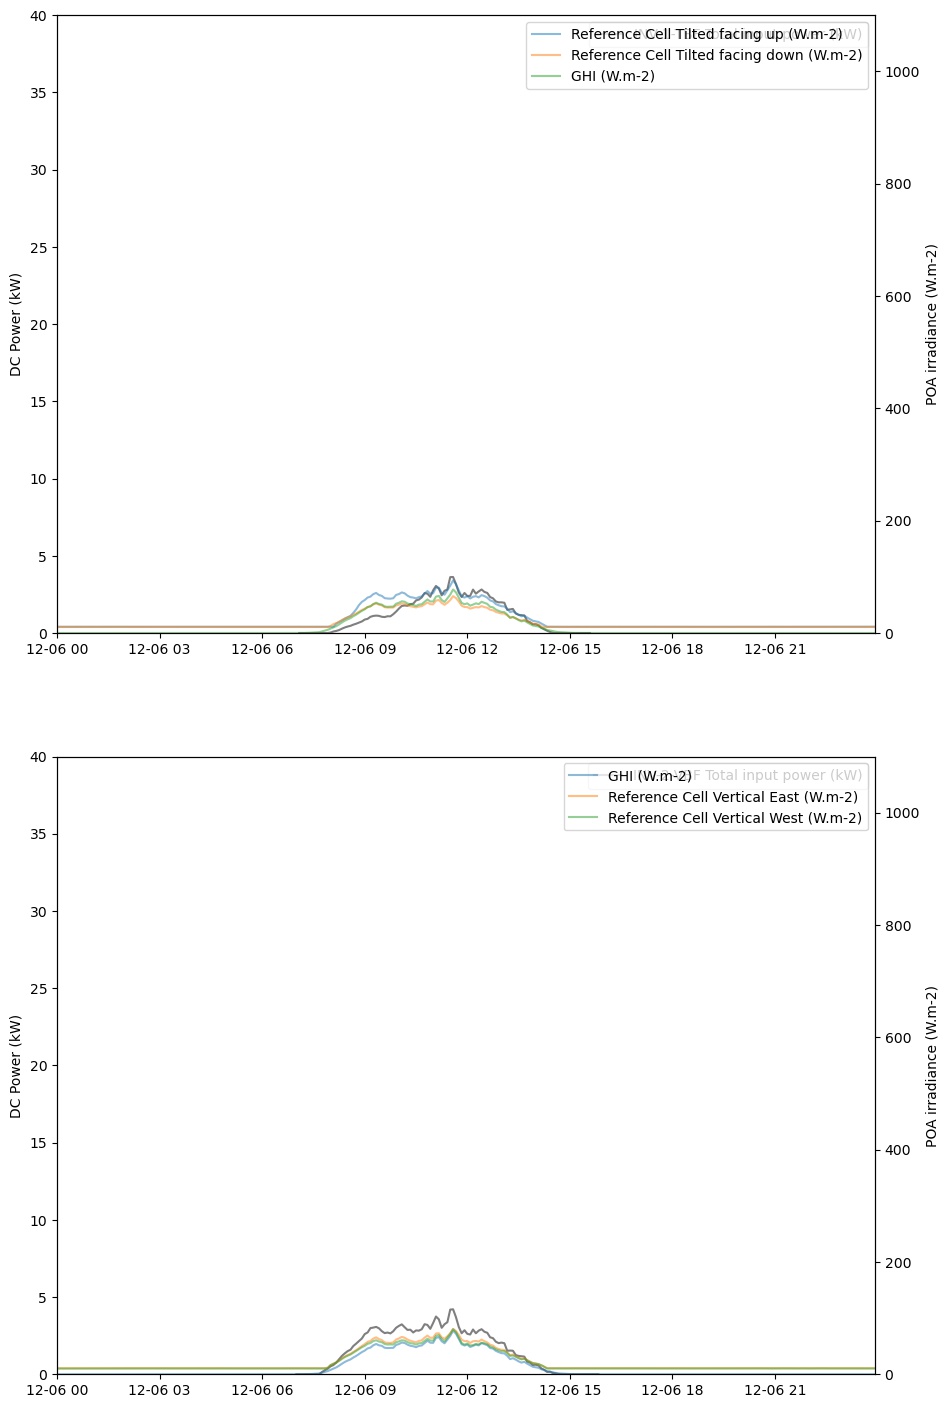 40
35
30
25
20
15
10
5
0
DC Power (kW)
Reference Cell Tilted facing up (W.m-2)
Reference Cell Tilted facing down (W.m-2)
GHI (W.m-2)
1000
800
600
400
200
0
POA irradiance (W.m-2)
12-06 00 12-06 03 12-06 06 12-06 09 12-06 12 12-06 15 12-06 18 12-06 21
40
35
30
25
20
15
10
5
0
DC Power (kW)
GHI (W.m-2) Total input power (kW)
Reference Cell Vertical East (W.m-2)
Reference Cell Vertical West (W.m-2)
1000
800
600
400
200
0
POA irradiance (W.m-2)
12-06 00 12-06 03 12-06 06 12-06 09 12-06 12 12-06 15 12-06 18 12-06 21